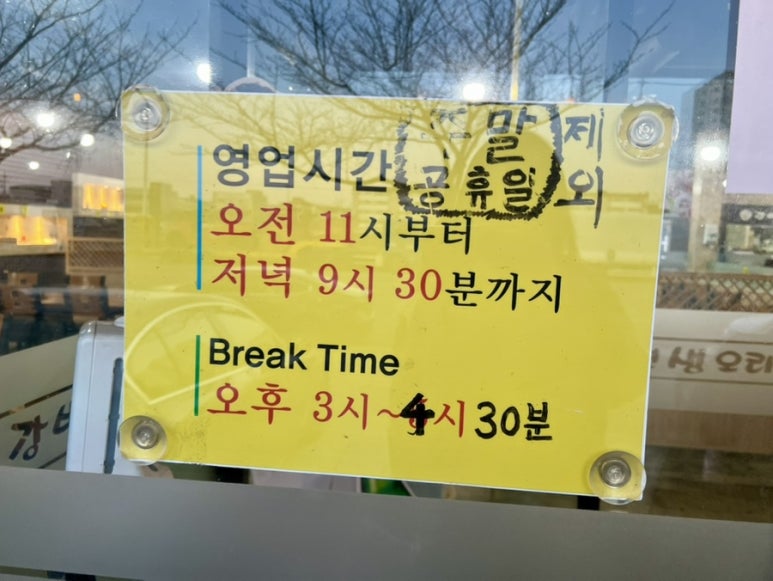 주말 제
영업시간 공휴일 외
오전 11시부터
저녁 9시 30분까지
Break Time
오후 3시~4시 30분